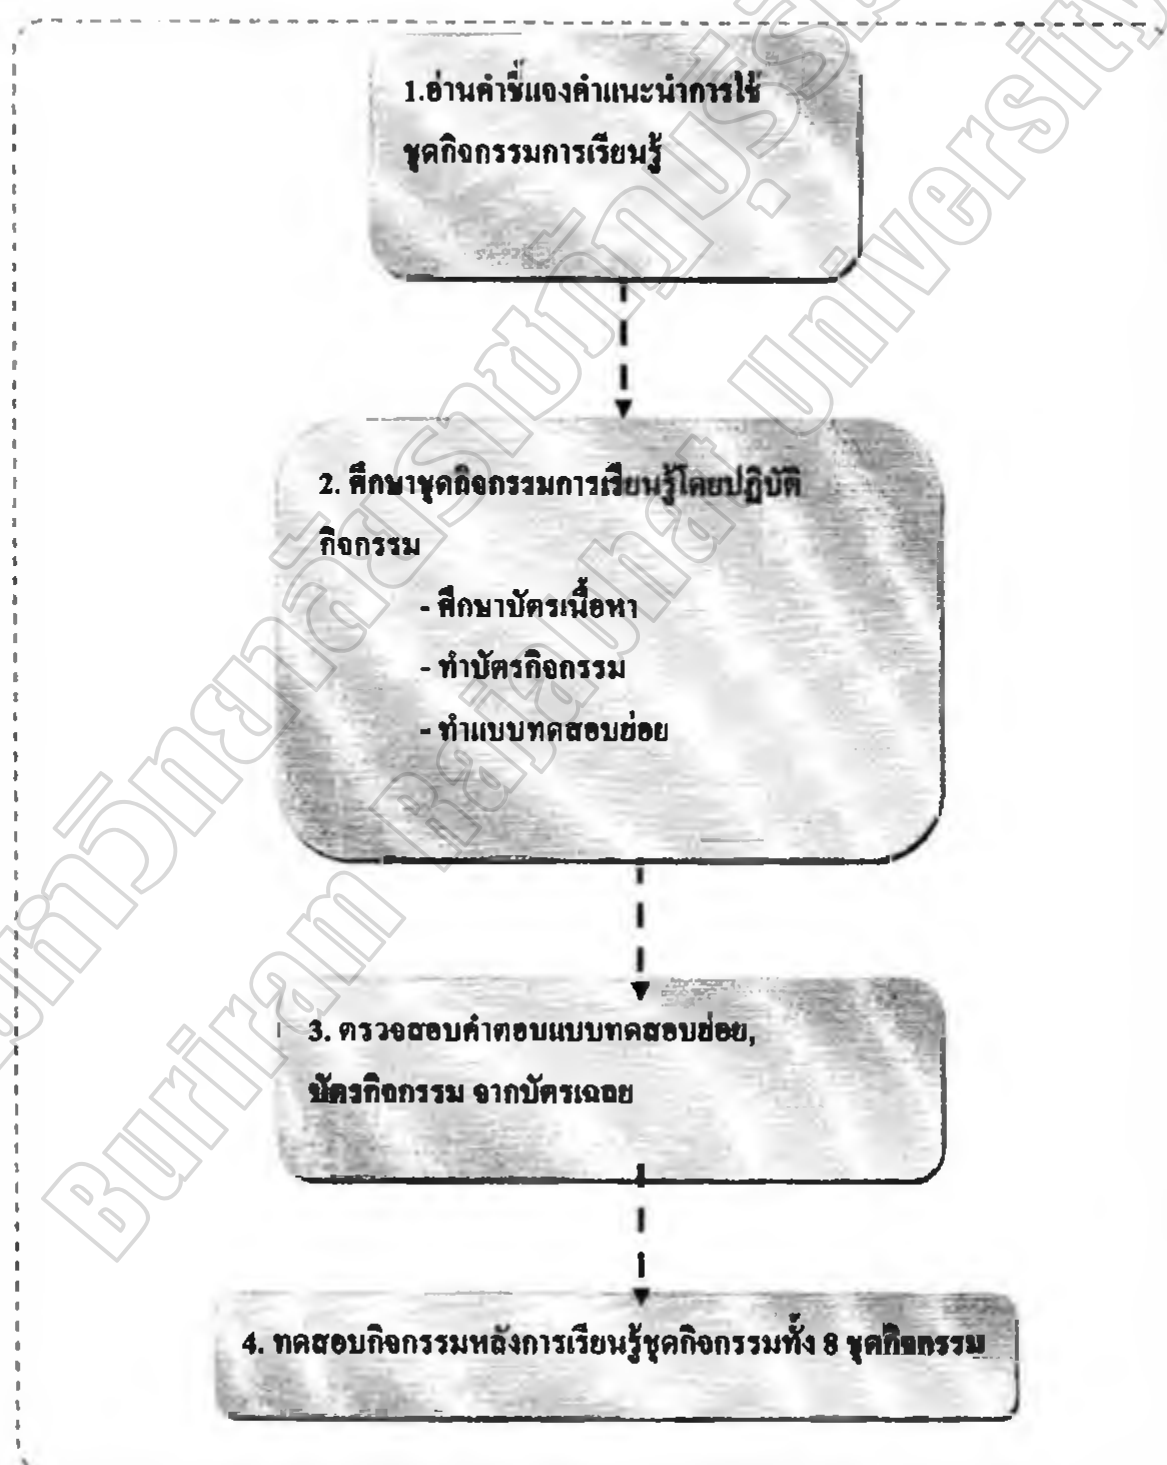 1.อ่านคำชี้แจงคำแนะนำการใช้
ชุดกิจกรรมการเรียนรู้
2. ศึกษาชุดกิจกรรมการเรียนรู้โดยปฏิบัติ
กิจกรรม
- ศึกษาบัตรเนื้อหา
- ทำบัตรกิจกรรม
- ทำแบบทดสอบย่อย
3. ตรวจสอบคำตอบแบบทดสอบย่อย,
บัตรกิจกรรม จากบัตรเฉลย
4. ทดสอบกิจกรรมหลังการเรียนรู้ชุดกิจกรรมทั้ง 8 ชุดกิจกรรม
Buriram Rajabhat University